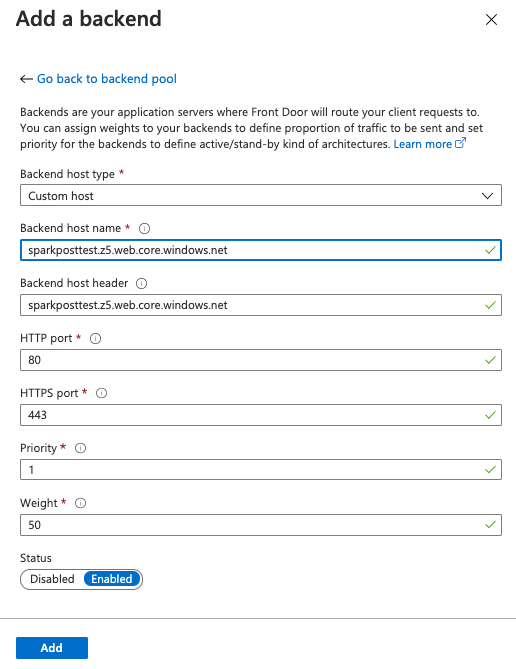 Add a backend
Go back to backend pool
Backends are your application servers where Front Door will route your client requests to.
You can assign weights to your backends to define proportion of traffic to be sent and set
priority for the backends to define active/stand-by kind of architectures. Learn more
Backend host type *
Custom host
Backend host name *
sparkposttest.z5.web.core.windows.net
Backend host header
sparkposttest.z5.web.core.windows.net
HTTP port *
80
HTTPS port *
443
Priority *
1
Weight *
50
Status
Disabled Enabled
Add